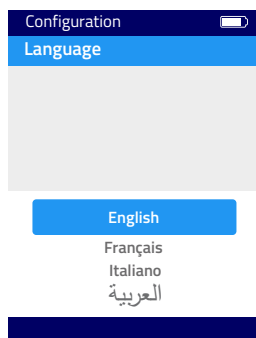 Configuration
Language
English
Français
Italiano
العربية